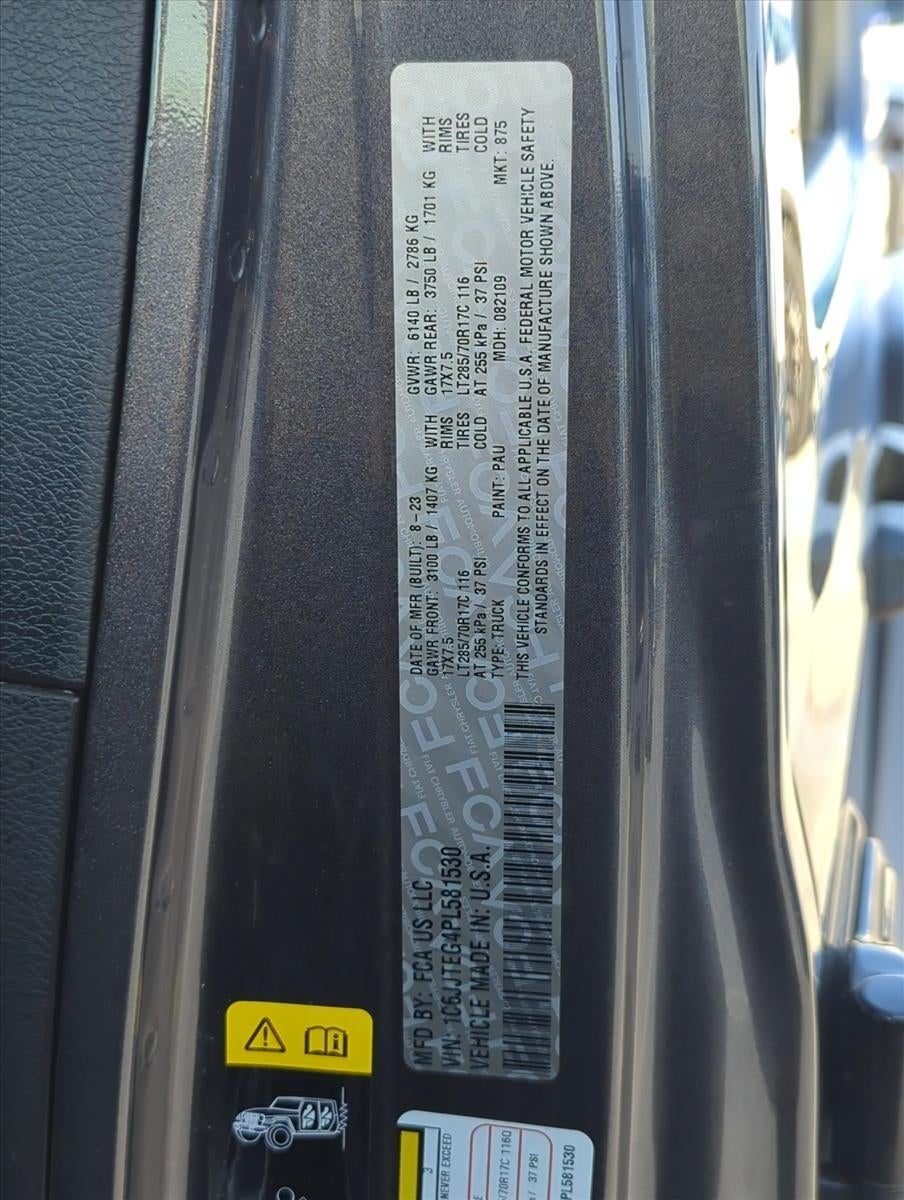 MFD BY: FCA US LLC
VIN: 1C6JJTEG4PL581530
VEHICLE MADE IN: U.S.A.
DATE OF MFR (BUILT): 8-23 GVWR: 6140 LB / 2786 KG
GAWR FRONT: 3100 LB / 1407 KG WITH GAWR REAR: 3750 LB / 1701 KG WITH
17X7.5 RIMS 17X7.5 RIMS
LT285/70R17C 116 TIRES LT285/70R17C 116 TIRES
AT 255 kPa / 37 PSI COLD AT 255 kPa / 37 PSI COLD
TYPE: TRUCK PAINT: PAU MDH: 082109 MKT: 875
THIS VEHICLE CONFORMS TO ALL APPLICABLE U.S.A. FEDERAL MOTOR VEHICLE SAFETY
STANDARDS IN EFFECT ON THE DATE OF MANUFACTURE SHOWN ABOVE.
3
NEVER EXCEED
/70R17C 116Q
/ 37 PSI
PL581530